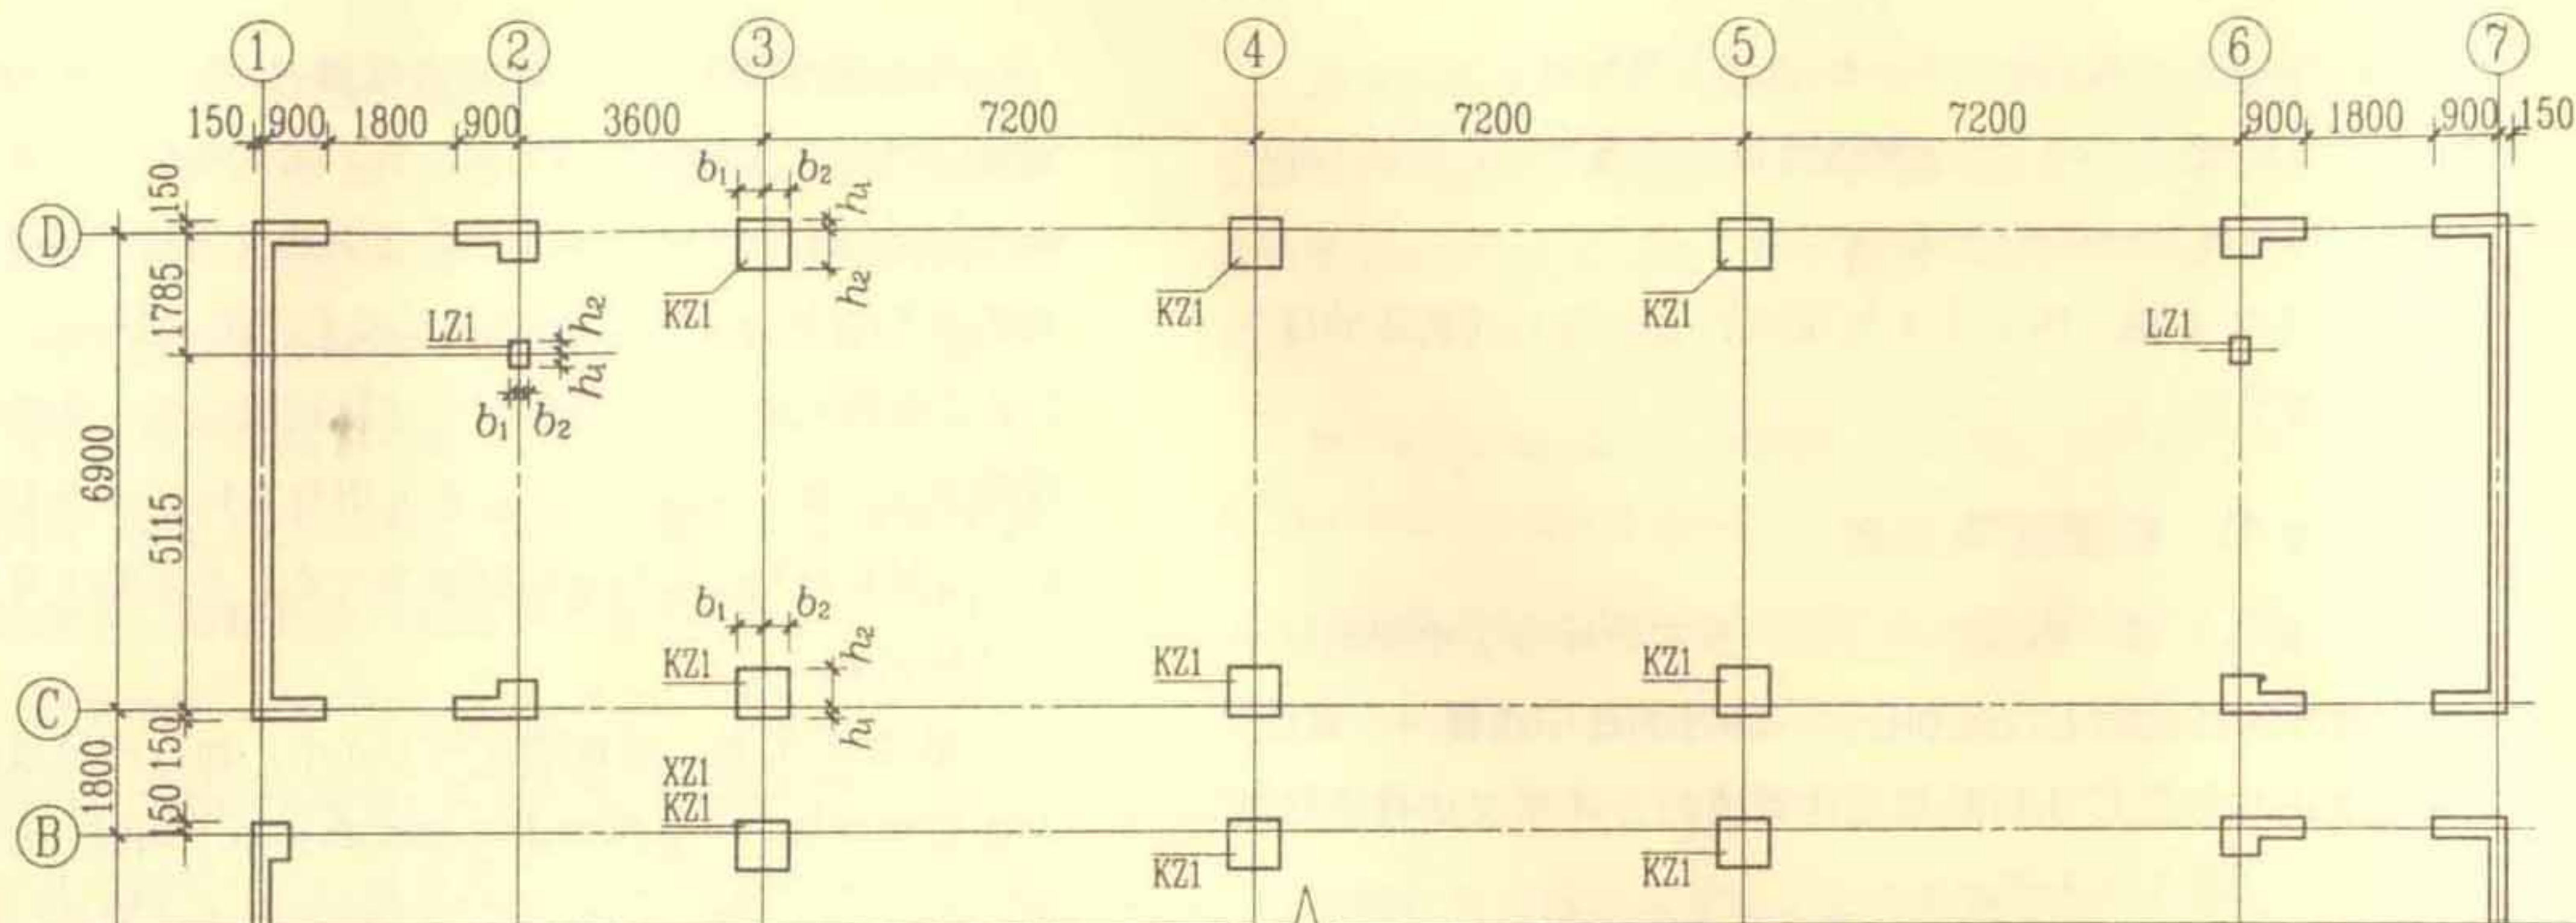 1 2 3 4 5 6 7
150 900 1800 900 3600 7200 7200 7200 900 1800 900 150
b₁ b₂
h₁
150
D
h₂
1785
KZ1 KZ1 KZ1
LZ1 h₂ LZ1
h₁
b₁ b₂
6900
5115
b₁ b₂
KZ1 h₂ KZ1 KZ1
C
h₁
150
1800
XZ1
KZ1
150
B
KZ1 KZ1